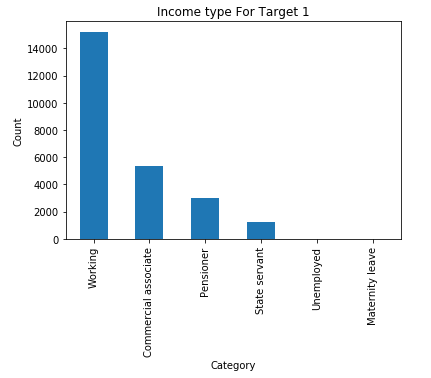 Income type For Target 1
14000
12000
10000
8000
6000
4000
2000
0
Count
Working
Commercial associate
Pensioner
State servant
Unemployed
Maternity leave
Category